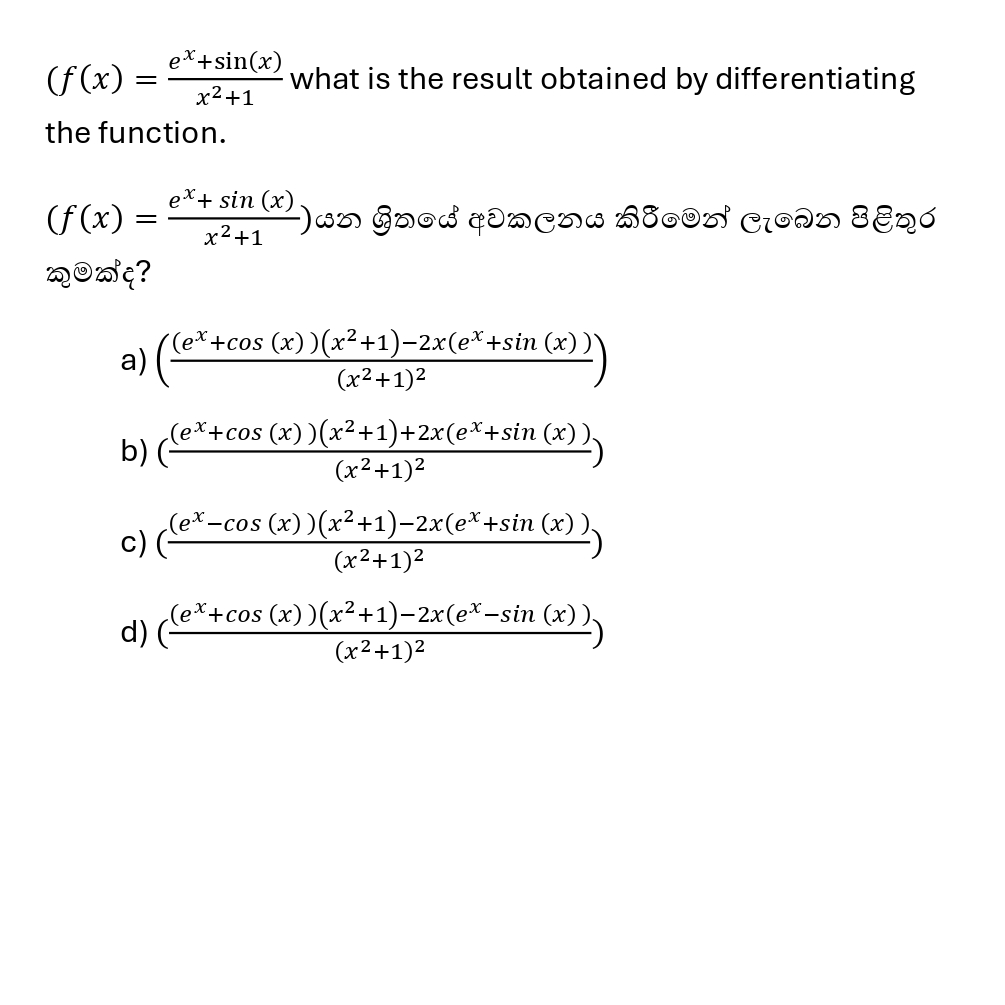 (f(x) = \frac{e^x+\sin(x)}{x^2+1} what is the result obtained by differentiating
the function.
(f(x) = \frac{e^x+ sin (x)}{x^2+1})යන ශ්‍රිතයේ අවකලනය කිරීමෙන් ලැබෙන පිළිතුර
කුමක්ද?
a) (\frac{(e^x+cos (x) )(x^2+1)−2x(e^x+sin (x) )}{(x^2+1)^2})
b) (\frac{(e^x+cos (x) )(x^2+1)+2x(e^x+sin (x) )}{(x^2+1)^2})
c) (\frac{(e^x−cos (x) )(x^2+1)−2x(e^x+sin (x) )}{(x^2+1)^2})
d) (\frac{(e^x+cos (x) )(x^2+1)−2x(e^x−sin (x) )}{(x^2+1)^2})